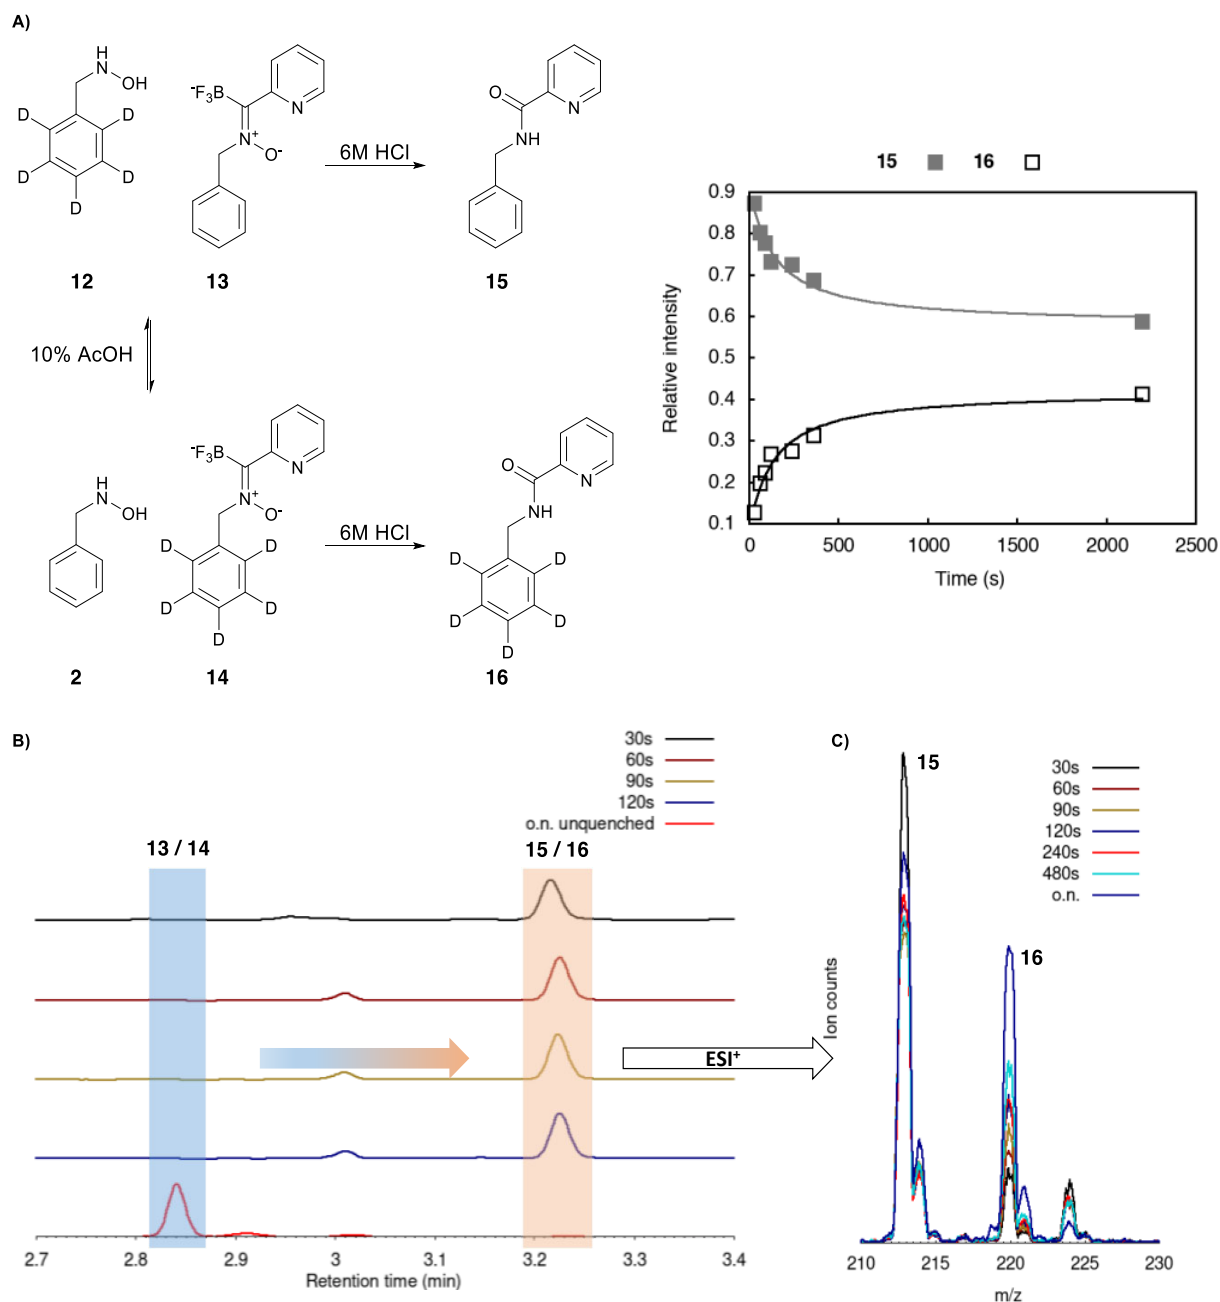 A)
H
N
OH
D
D
D
D
D
12
-F3B
N
N+
O-
13
6M HCl
O
N
NH
15
10% AcOH
H
N
OH
2
-F3B
N
N+
O-
D
D
D
D
D
14
6M HCl
O
N
NH
D
D
D
D
D
16
15 16
0.9
0.8
0.7
0.6
0.5
0.4
0.3
0.2
0.1
Relative intensity
0 500 1000 1500 2000 2500
Time (s)
B)
30s
60s
90s
120s
o.n. unquenched
13 / 14
15 / 16
2.7 2.8 2.9 3 3.1 3.2 3.3 3.4
Retention time (min)
ESI+
C)
15
30s
60s
90s
120s
240s
480s
o.n.
16
Ion counts
210 215 220 225 230
m/z